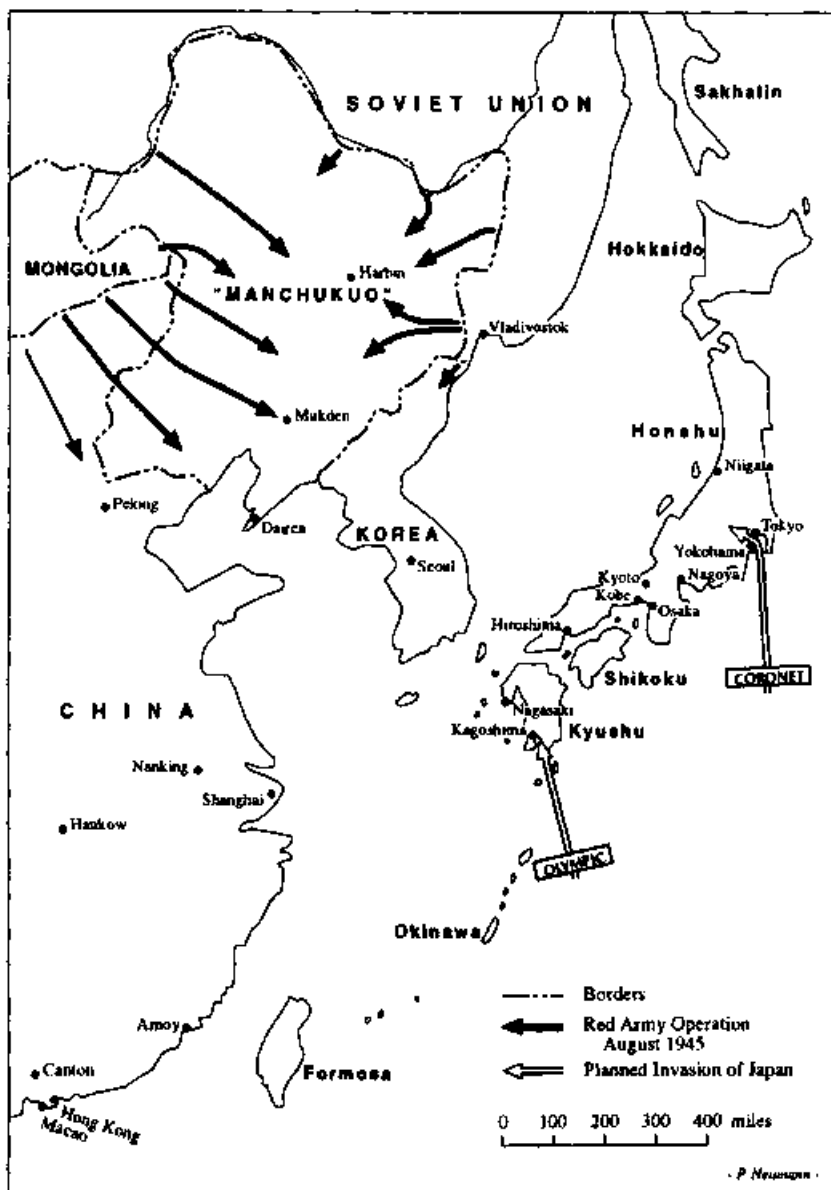 SOVIET UNION
Sakhalin
Hokkaido
MONGOLIA
Harbin
"MANCHUKUO"
Vladivostok
Mukden
Honshu
Niigata
Peking
Dairen
KOREA
Seoul
Tokyo
Yokohama
Nagoya
Kyoto
Kobe
Osaka
Hiroshima
Shikoku
CORONET
CHINA
Nagasaki
Kagoshima
Kyushu
Nanking
Shanghai
Hankow
OLYMPIC
Okinawa
Amoy
Formosa
Canton
Hong Kong
Macao
Borders
Red Army Operation
August 1945
Planned Invasion of Japan
0 100 200 300 400 miles
- P Neumann -